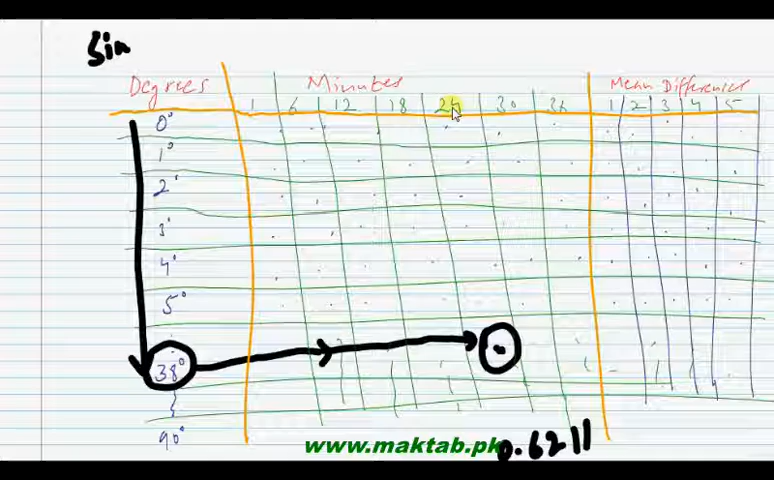 Sin
Degrees Minutes Mean Difference
1 6 12 18 24 30 36 1 2 3 4 5
0°
1°
2°
3°
4°
5°
38°
90°
www.maktab.pk
0.6211